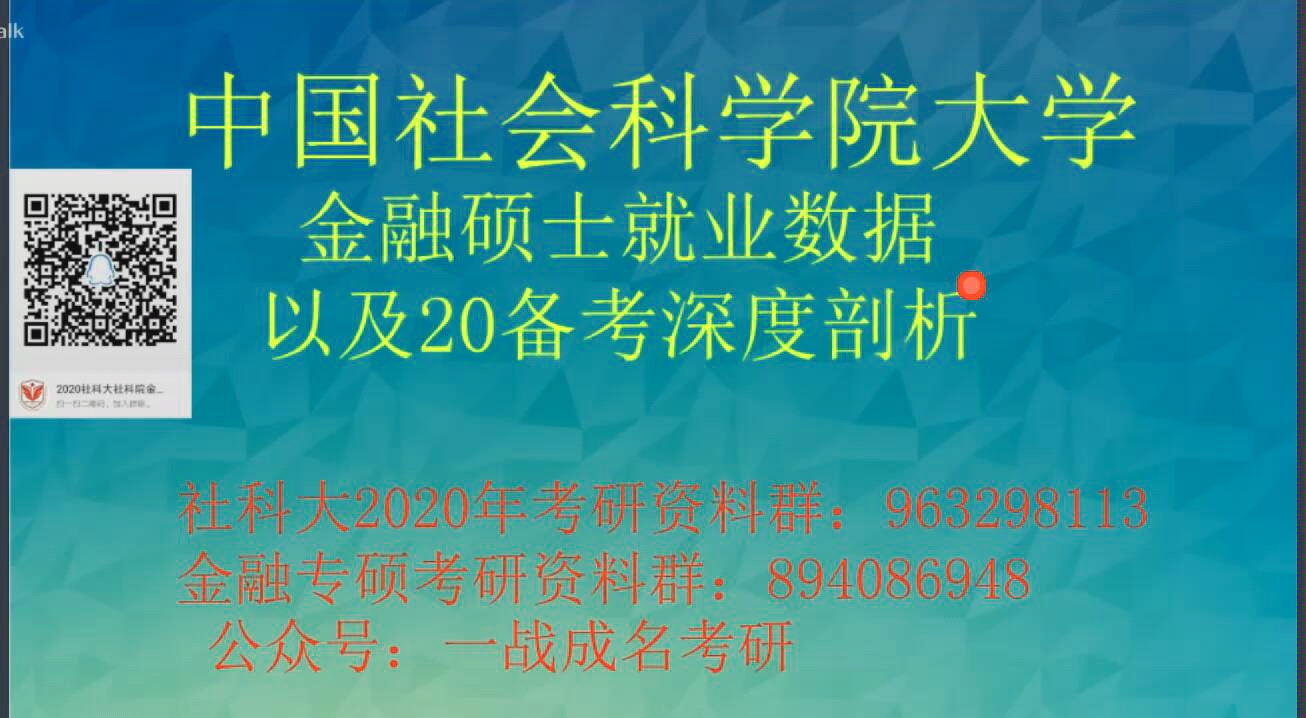 alk
中国社会科学院大学
金融硕士就业数据
以及20备考深度剖析
2020社科大社科院金...
扫一扫二维码，加入群聊。
社科大2020年考研资料群：963298113
金融专硕考研资料群：894086948
公众号：一战成名考研